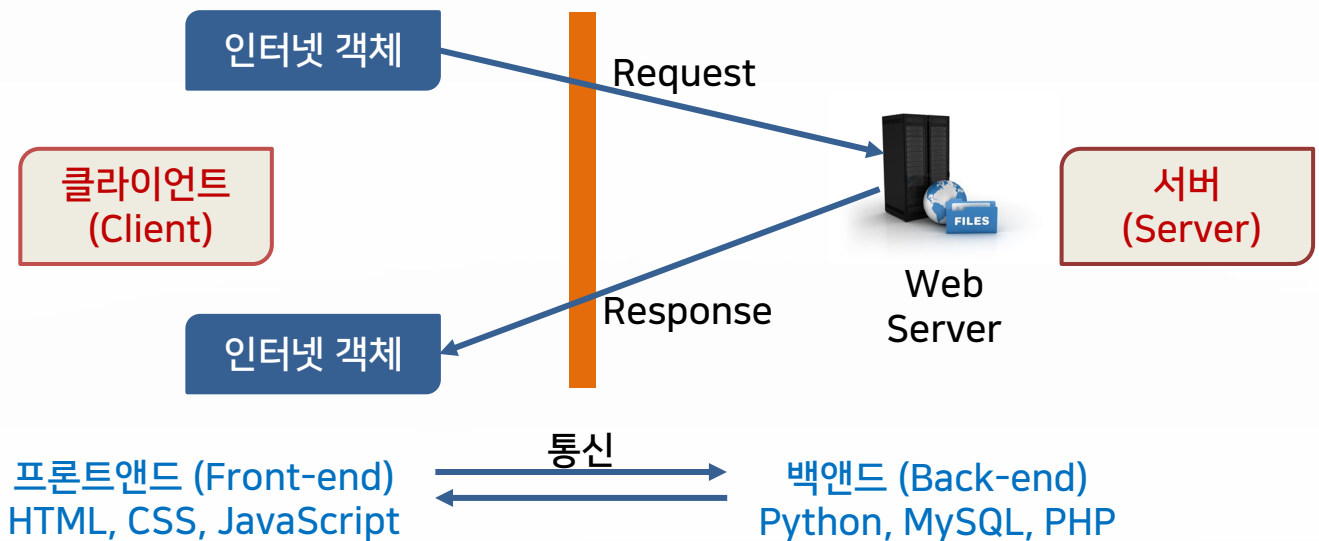 인터넷 객체
Request
클라이언트
(Client)
FILES
서버
(Server)
Web
Server
Response
인터넷 객체
통신
프론트앤드 (Front-end)
HTML, CSS, JavaScript
백앤드 (Back-end)
Python, MySQL, PHP